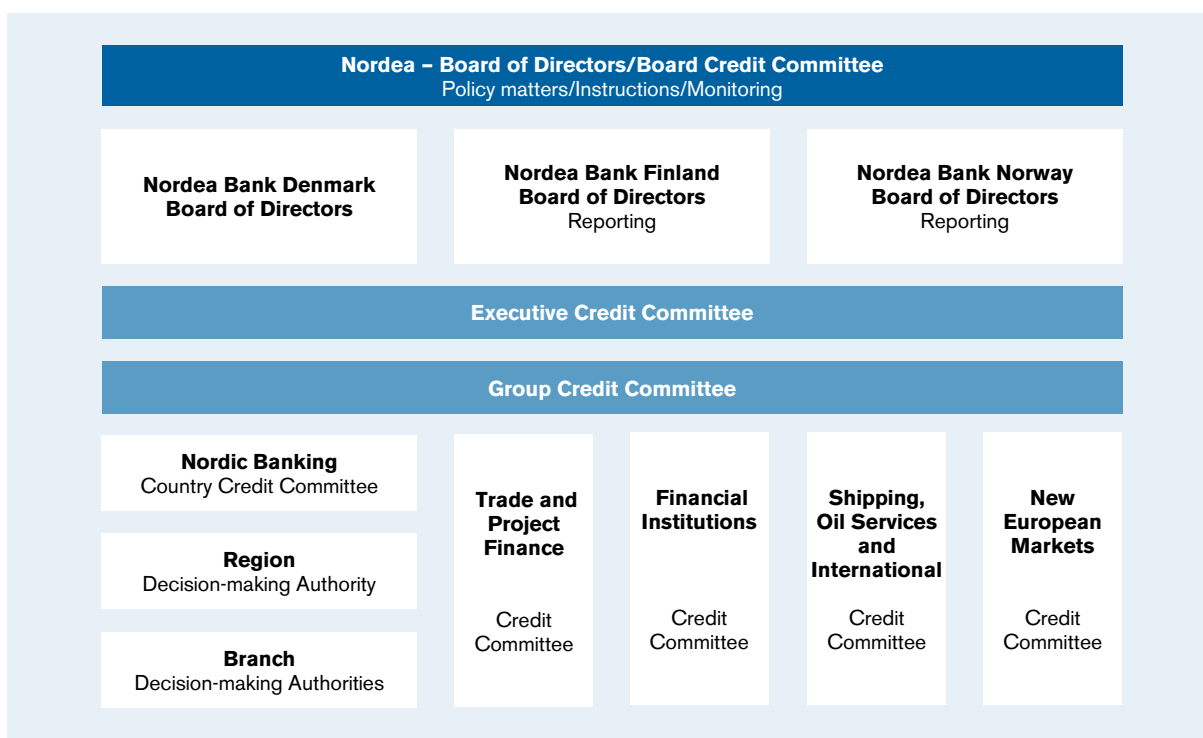 Nordea – Board of Directors/Board Credit Committee
Policy matters/Instructions/Monitoring
Nordea Bank Denmark
Board of Directors
Nordea Bank Finland
Board of Directors
Reporting
Nordea Bank Norway
Board of Directors
Reporting
Executive Credit Committee
Group Credit Committee
Nordic Banking
Country Credit Committee
Region
Decision-making Authority
Branch
Decision-making Authorities
Trade and
Project
Finance
Credit
Committee
Financial
Institutions
Credit
Committee
Shipping,
Oil Services
and
International
Credit
Committee
New
European
Markets
Credit
Committee